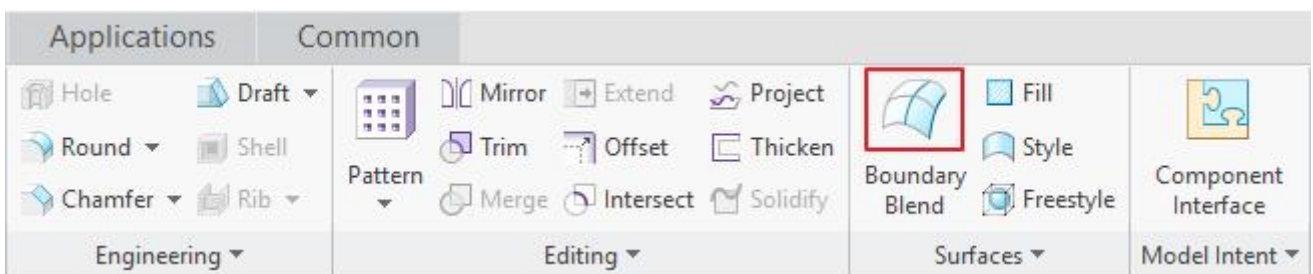 Applications Common
Hole Draft Mirror Extend Project Fill
Round Shell Trim Offset Thicken Style
Pattern Boundary Blend Component Interface
Chamfer Rib Merge Intersect Solidify Freestyle
Engineering Editing Surfaces Model Intent